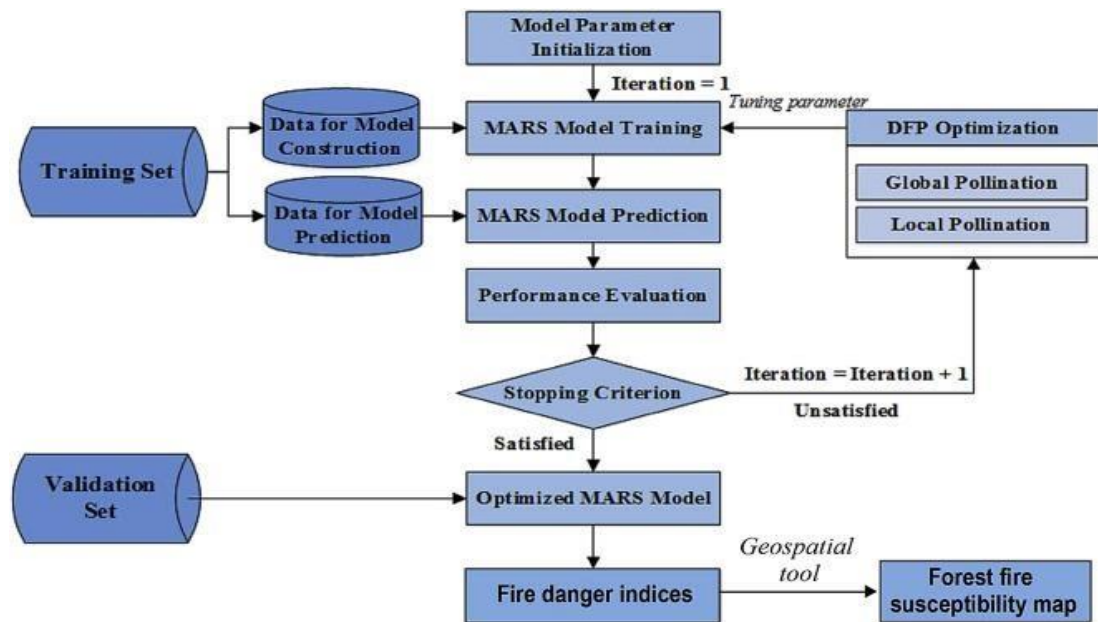 Model Parameter
Initialization
Iteration = 1
Tuning parameter
Data for Model
Construction
MARS Model Training
DFP Optimization
Training Set
Global Pollination
Data for Model
Prediction
MARS Model Prediction
Local Pollination
Performance Evaluation
Stopping Criterion
Iteration = Iteration + 1
Unsatisfied
Satisfied
Validation
Set
Optimized MARS Model
Geospatial
tool
Fire danger indices
Forest fire
susceptibility map